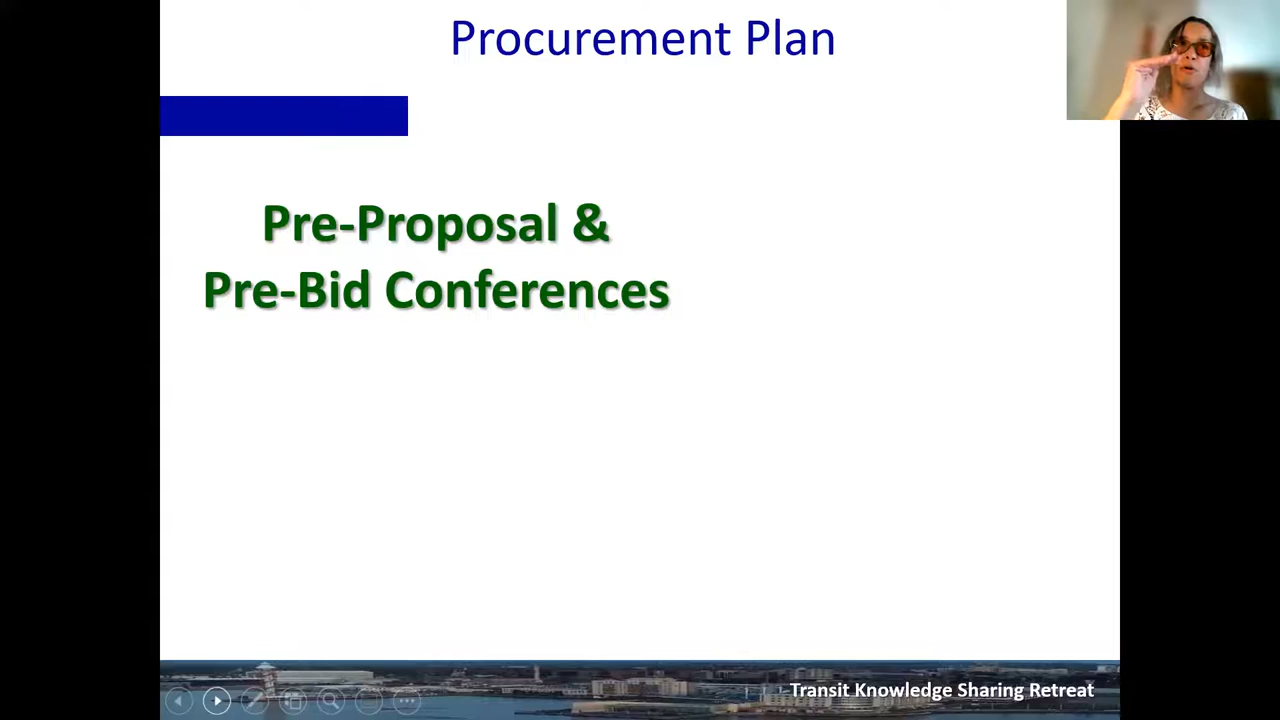 Procurement Plan
Pre-Proposal &
Pre-Bid Conferences
Transit Knowledge Sharing Retreat